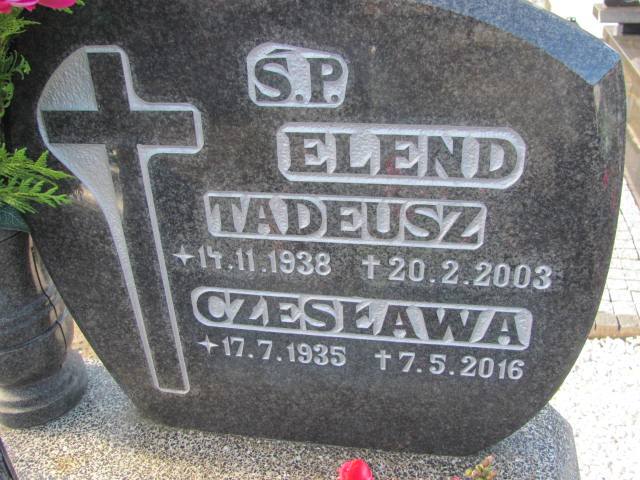 Ś.P.
ELEND
TADEUSZ
14.11.1938 †20.2.2003
CZESŁAWA
17.7.1935 †7.5.2016